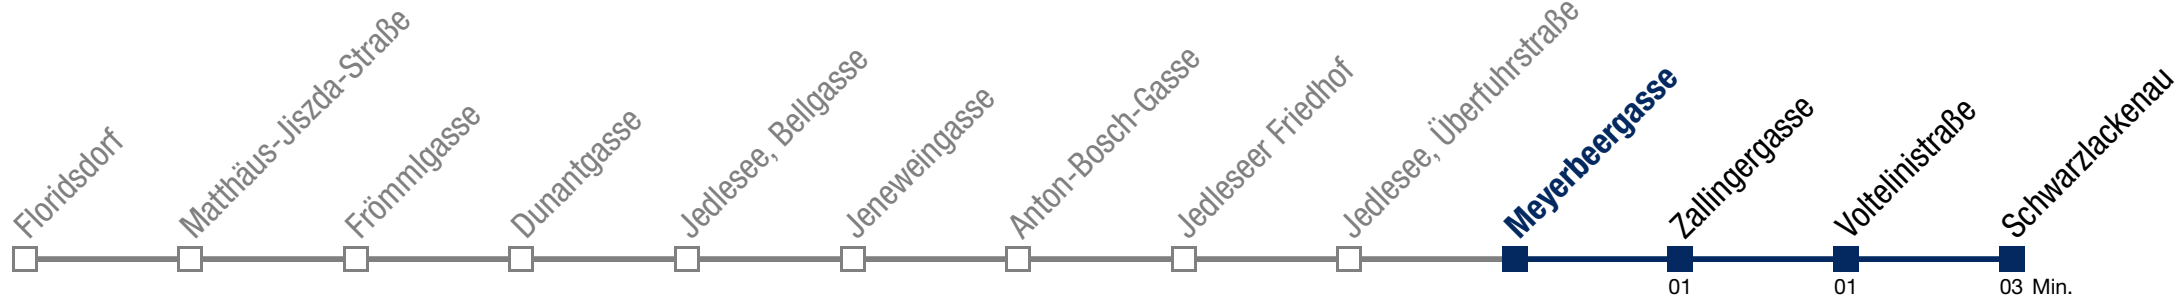 Floridsdorf
Matthäus-Jiszda-Straße
Frömmlgasse
Dunantgasse
Jedlesee, Bellgasse
Jeneweingasse
Anton-Bosch-Gasse
Jedleseer Friedhof
Jedlesee, Überfuhrstraße
Meyerbeergasse
Zallingergasse
Voltelinistraße
Schwarzlackenau
01
01
03 Min.